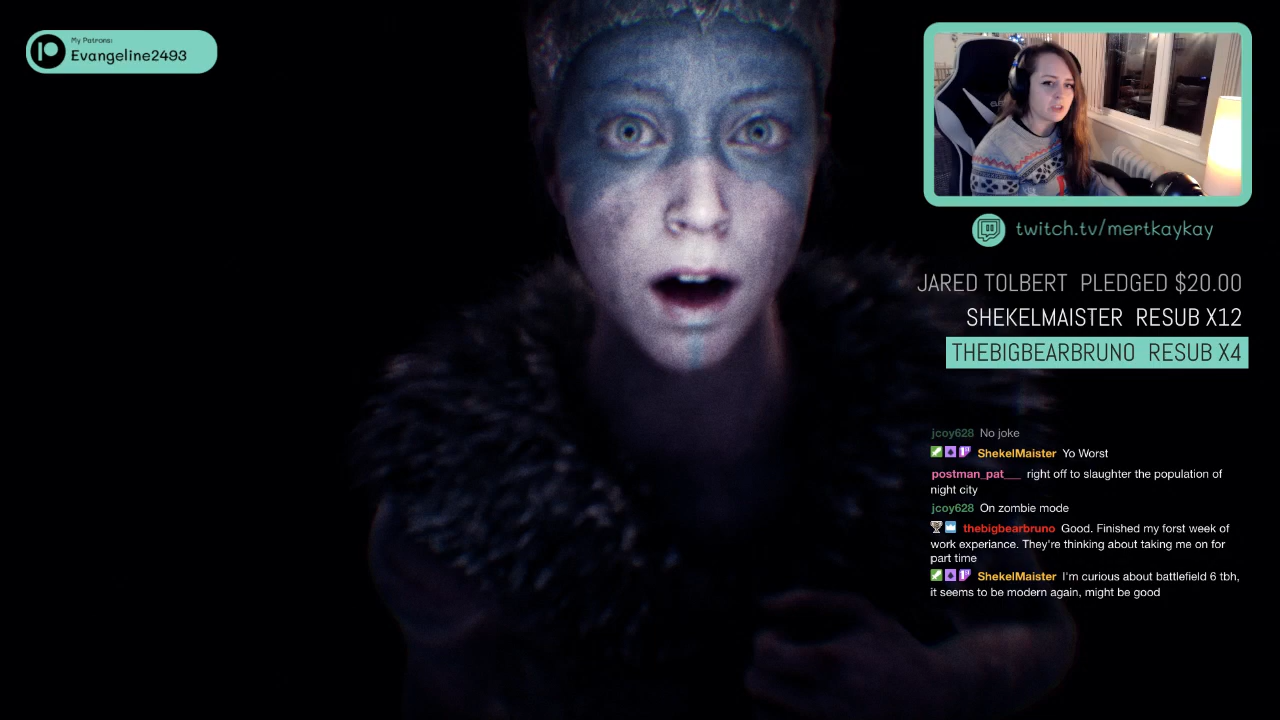 My Patrons:
Evangeline2493
twitch.tv/mertkaykay
JARED TOLBERT PLEDGED $20.00
SHEKELMAISTER RESUB X12
THEBIGBEARBRUNO RESUB X4
jcoy628 No joke
ShekelMaister Yo Worst
postman_pat___ right off to slaughter the population of
night city
jcoy628 On zombie mode
thebigbearbruno Good. Finished my forst week of
work experiance. They're thinking about taking me on for
part time
ShekelMaister I'm curious about battlefield 6 tbh,
it seems to be modern again, might be good